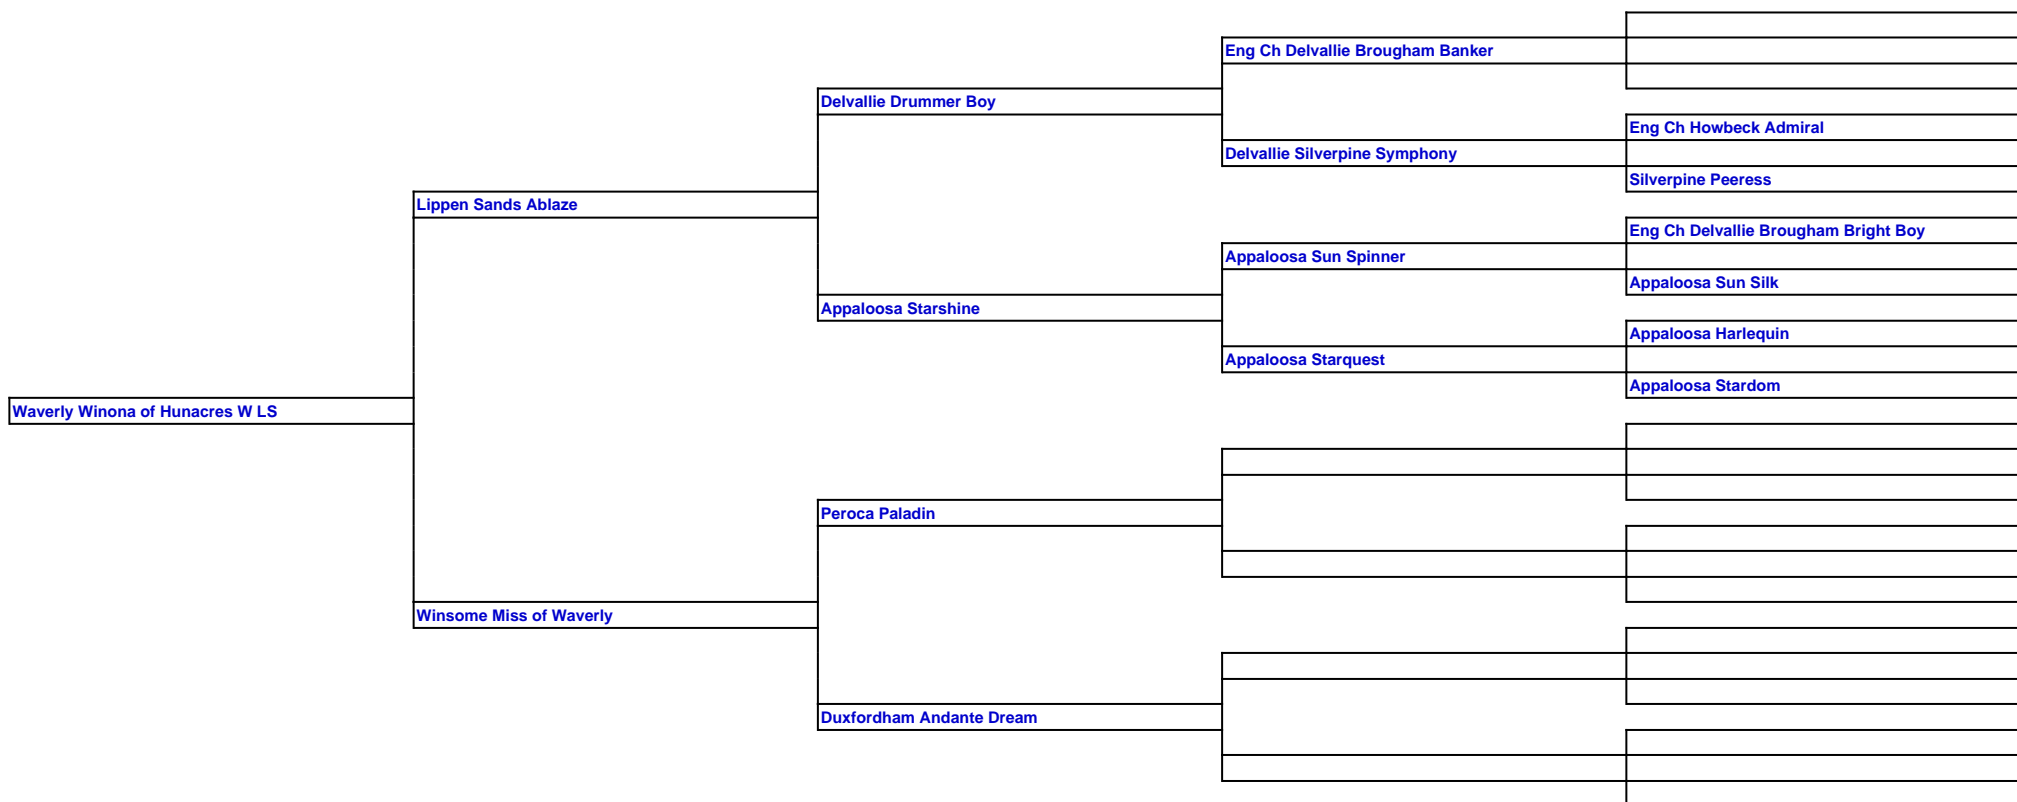 Eng Ch Delvallie Brougham Banker
Delvallie Drummer Boy
Eng Ch Howbeck Admiral
Delvallie Silverpine Symphony
Silverpine Peeress
Lippen Sands Ablaze
Eng Ch Delvallie Brougham Bright Boy
Appaloosa Sun Spinner
Appaloosa Sun Silk
Appaloosa Starshine
Appaloosa Harlequin
Appaloosa Starquest
Appaloosa Stardom
Waverly Winona of Hunacres W LS
Peroca Paladin
Winsome Miss of Waverly
Duxfordham Andante Dream